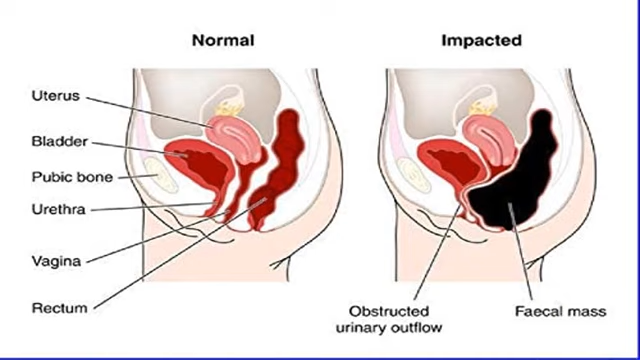 Normal
Impacted
Uterus
Bladder
Pubic bone
Urethra
Vagina
Rectum
Obstructed
urinary outflow
Faecal mass